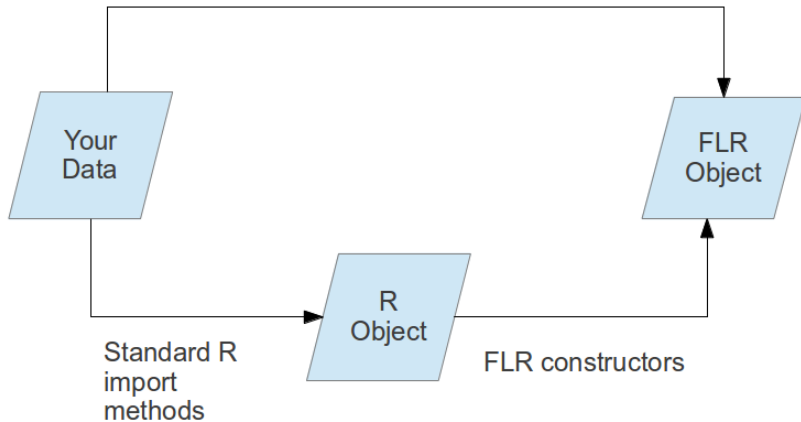 Your
Data
FLR
Object
R
Object
Standard R
import
methods
FLR constructors